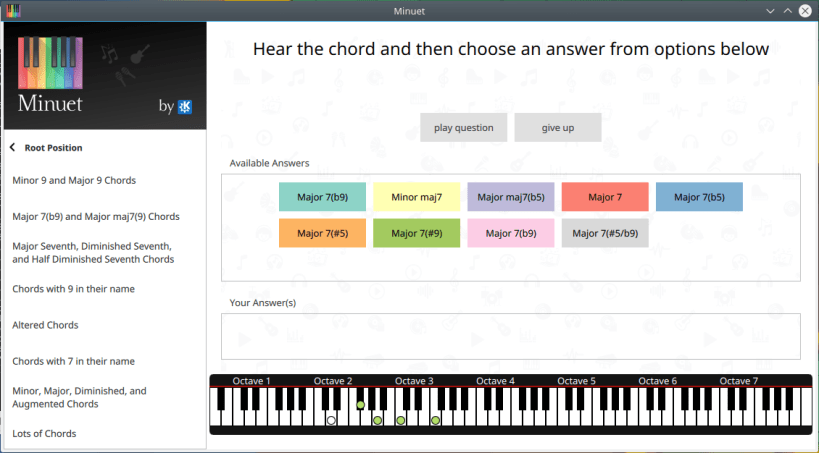 Minuet
Hear the chord and then choose an answer from options below
Minuet
by
play question
give up
Root Position
Available Answers
Minor 9 and Major 9 Chords
Major 7(b9)
Minor maj7
Major maj7(b5)
Major 7
Major 7(b5)
Major 7(b9) and Major maj7(9) Chords
Major 7(#5)
Major 7(#9)
Major 7(b9)
Major 7(#5/b9)
Major Seventh, Diminished Seventh,
and Half Diminished Seventh Chords
Chords with 9 in their name
Your Answer(s)
Altered Chords
Chords with 7 in their name
Octave 1
Octave 2
Octave 3
Octave 4
Octave 5
Octave 6
Octave 7
Minor, Major, Diminished, and
Augmented Chords
Lots of Chords